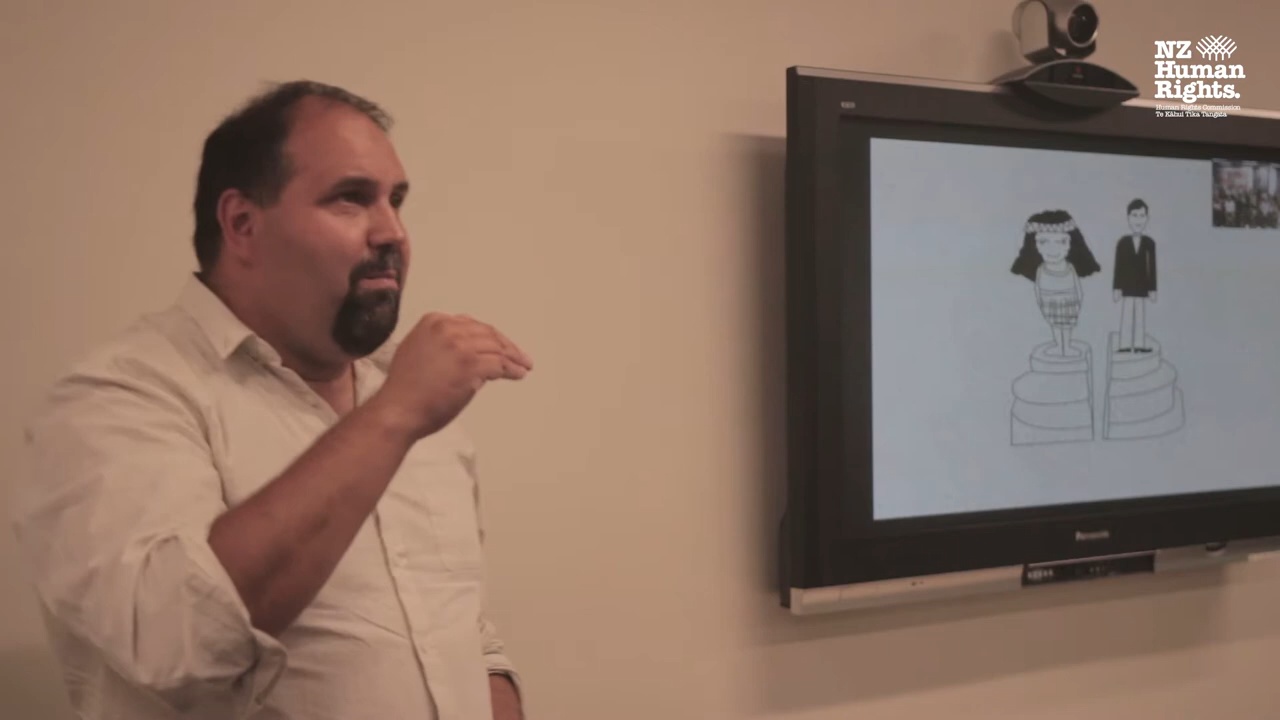 NZ
Human
Rights.
Human Rights Commission
Te Kāhui Tika Tangata
Panasonic